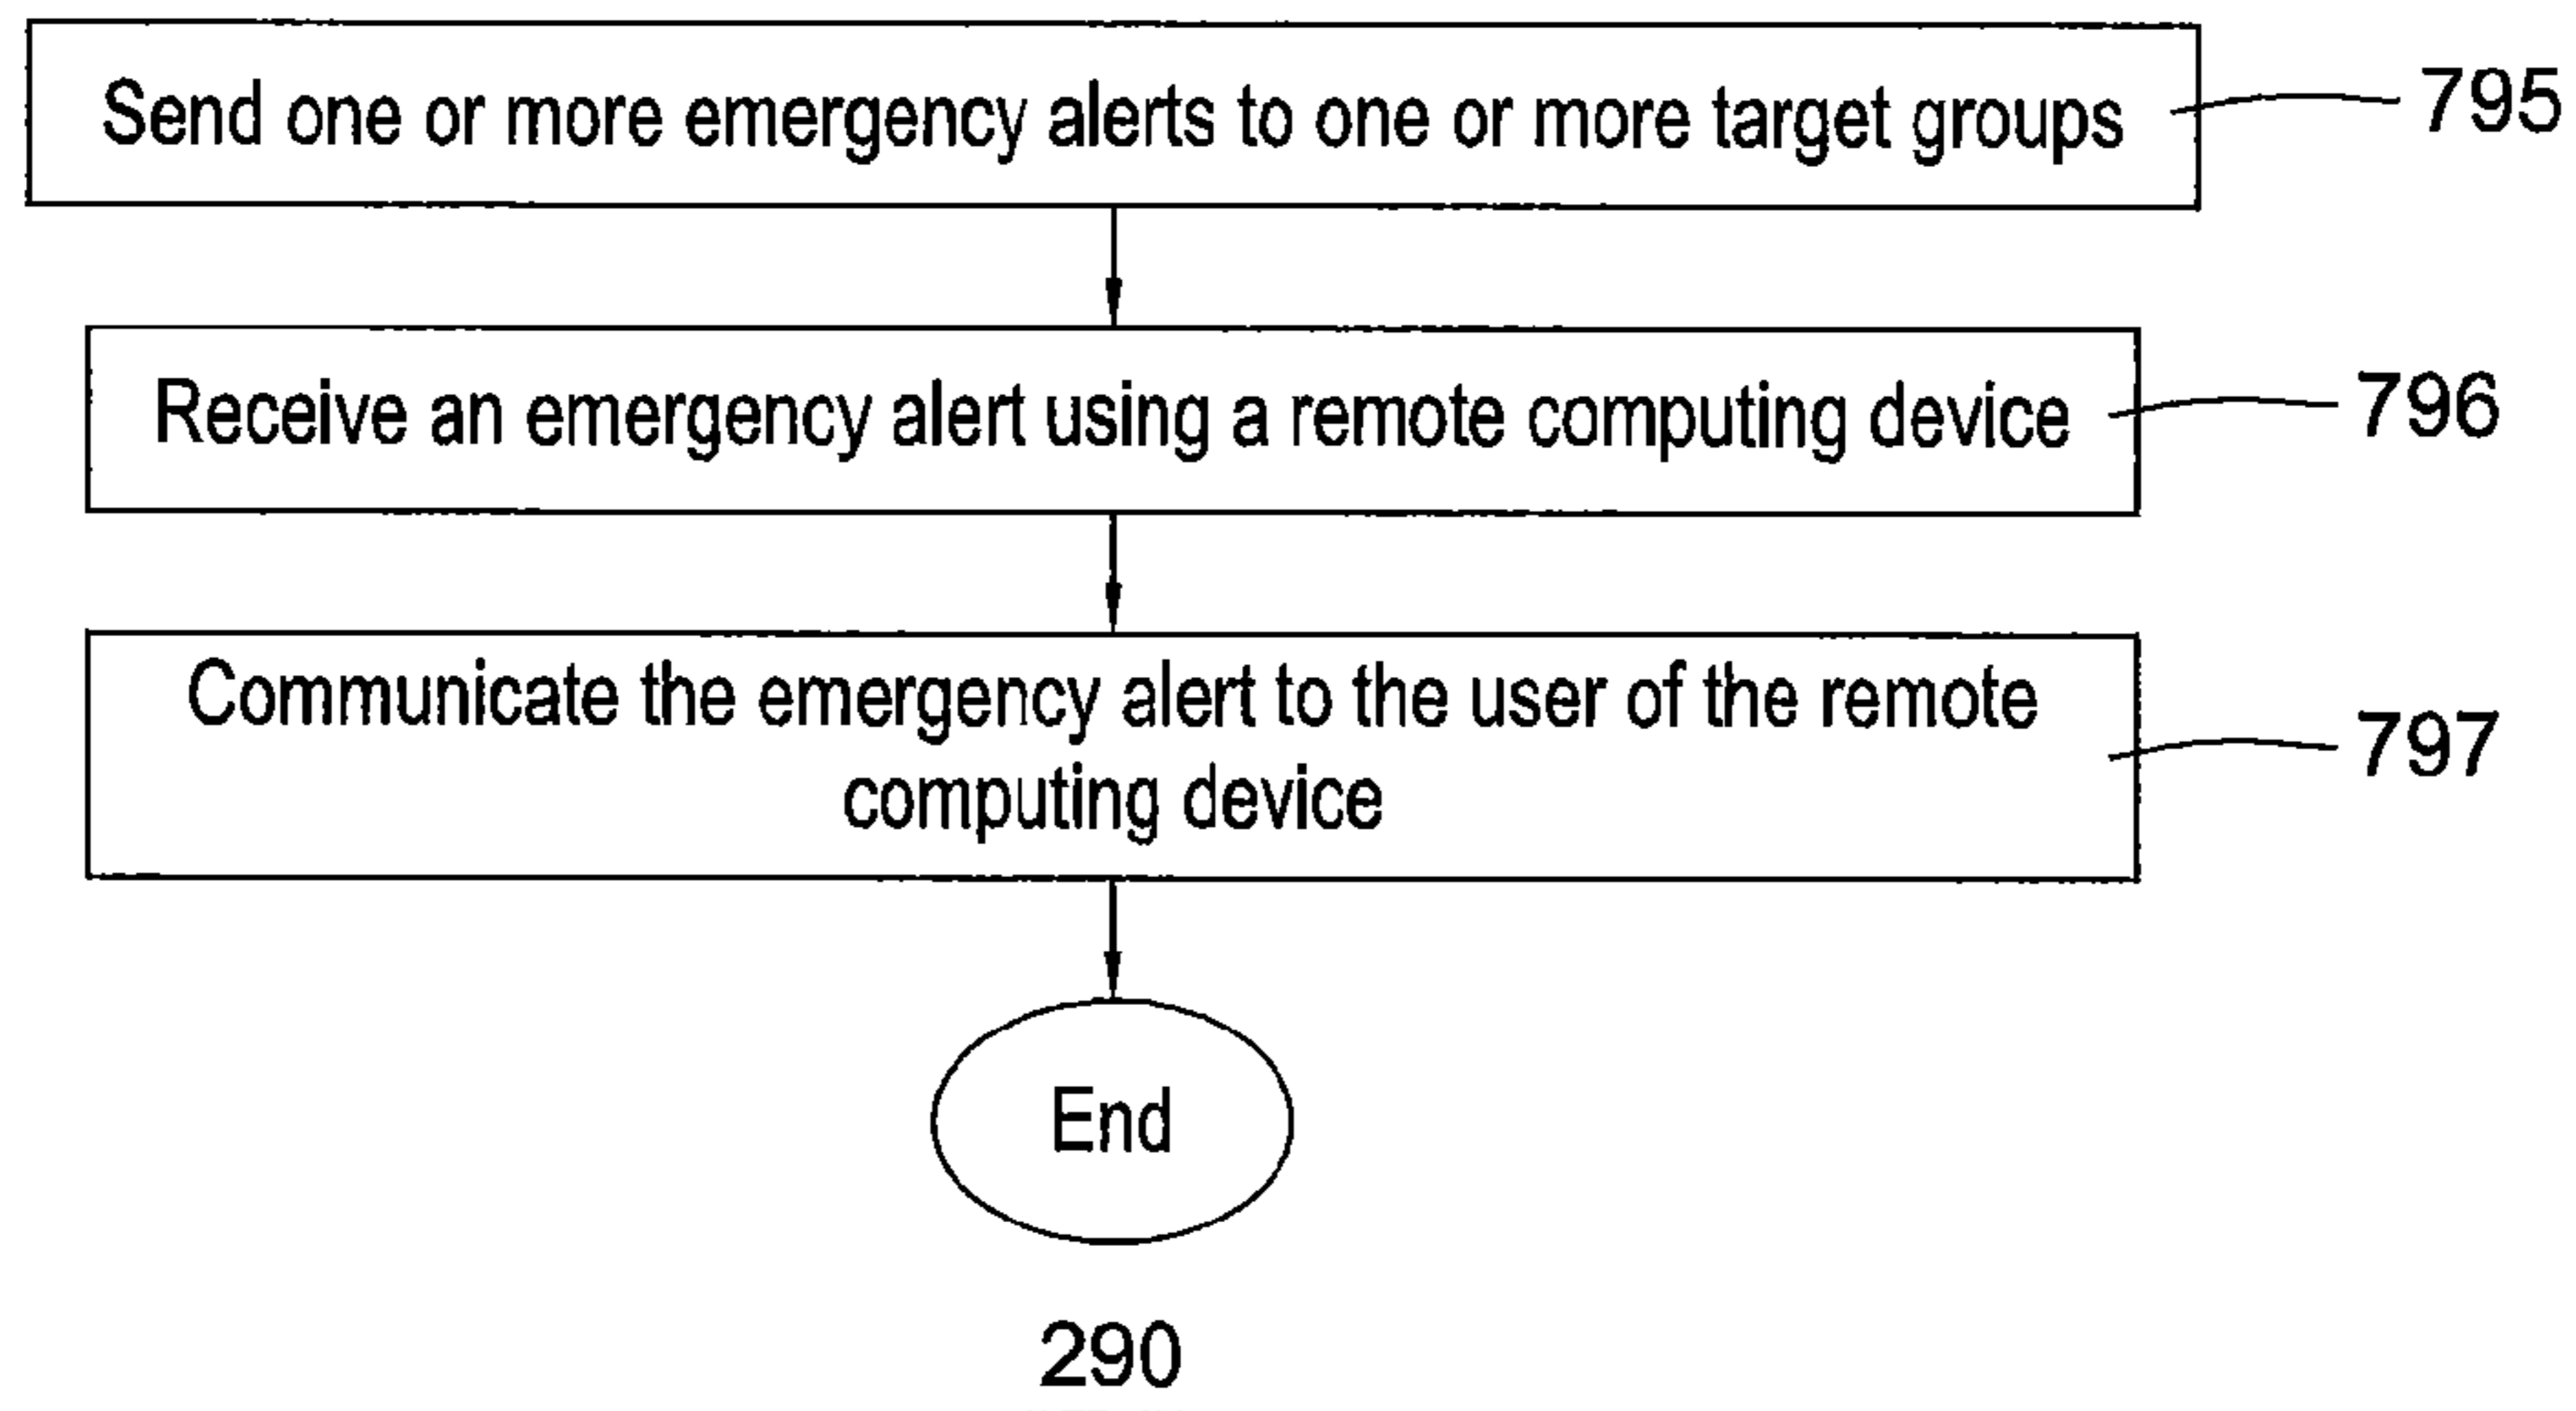 Send one or more emergency alerts to one or more target groups 795
Receive an emergency alert using a remote computing device 796
Communicate the emergency alert to the user of the remote
computing device
797
End
290